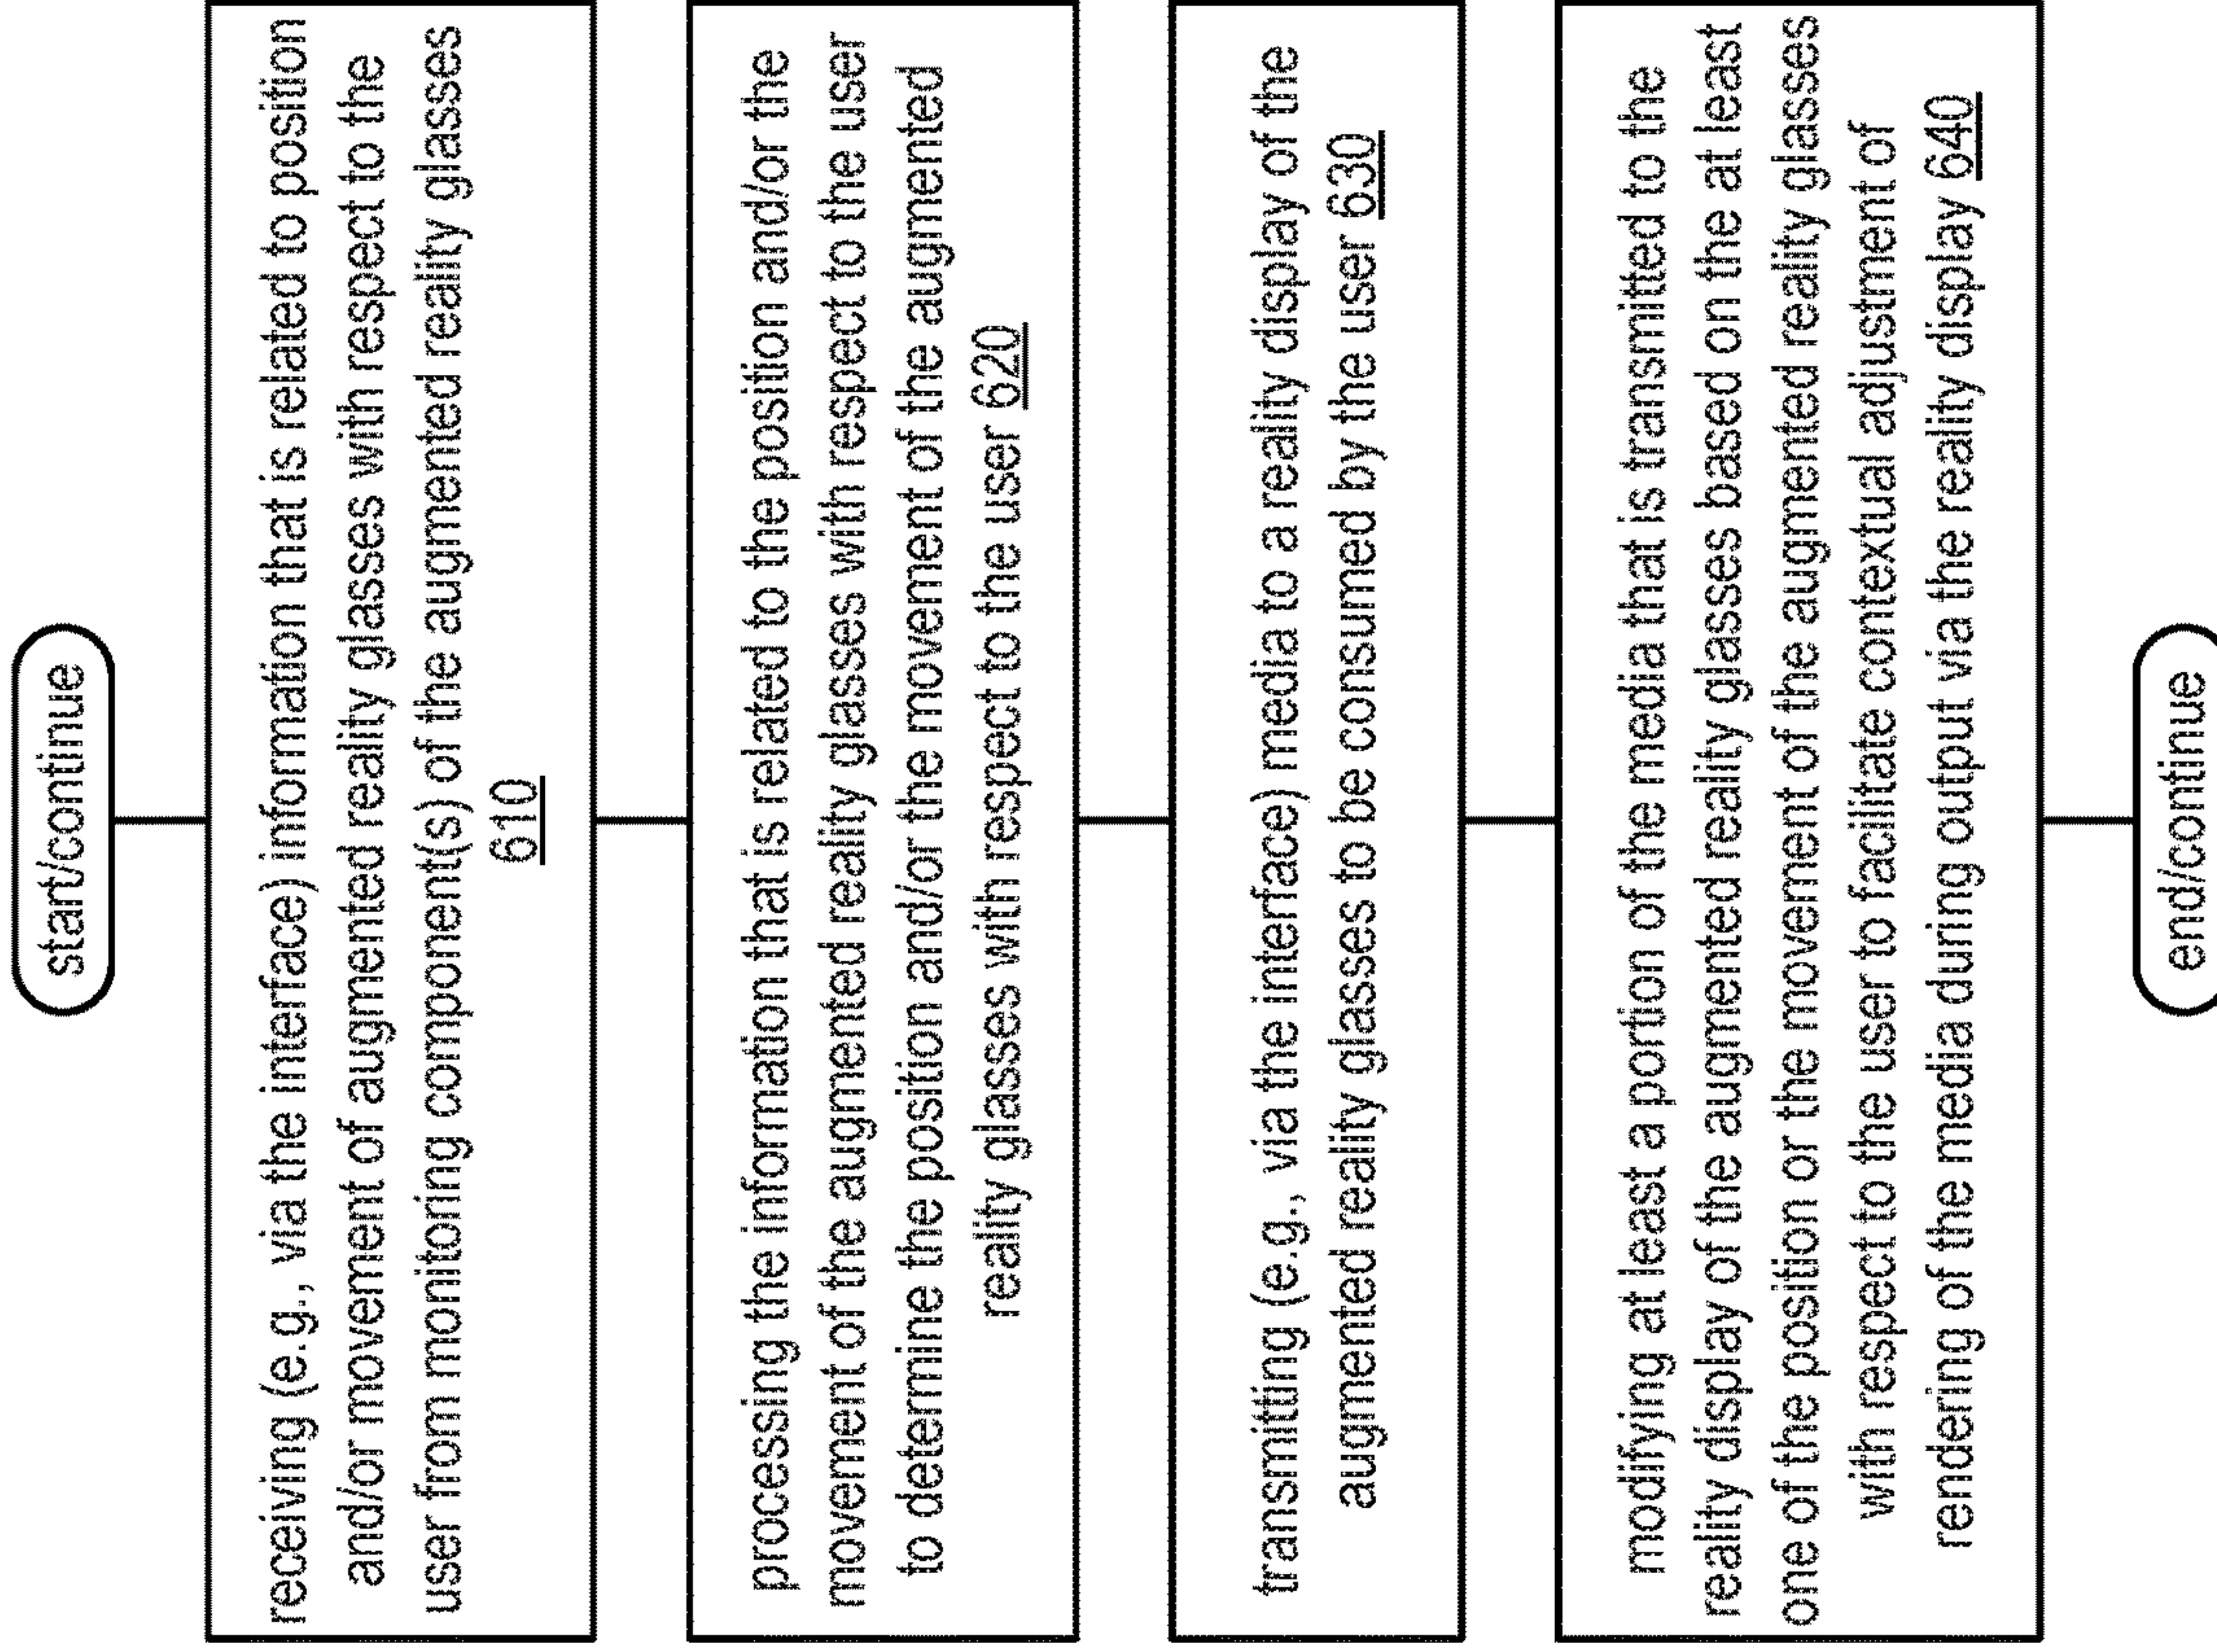 start/continue
receiving (e.g., via the interface) information that is related to position
and/or movement of augmented reality glasses with respect to the
user from monitoring component(s) of the augmented reality glasses
610
processing the information that is related to the position and/or the
movement of the augmented reality glasses with respect to the user
to determine the position and/or the movement of the augmented
reality glasses with respect to the user 620
transmitting (e.g., via the interface) media to a reality display of the
augmented reality glasses to be consumed by the user 630
modifying at least a portion of the media that is transmitted to the
reality display of the augmented reality glasses based on the at least
one of the position or the movement of the augmented reality glasses
with respect to the user to facilitate contextual adjustment of
rendering of the media during output via the reality display 640
end/continue